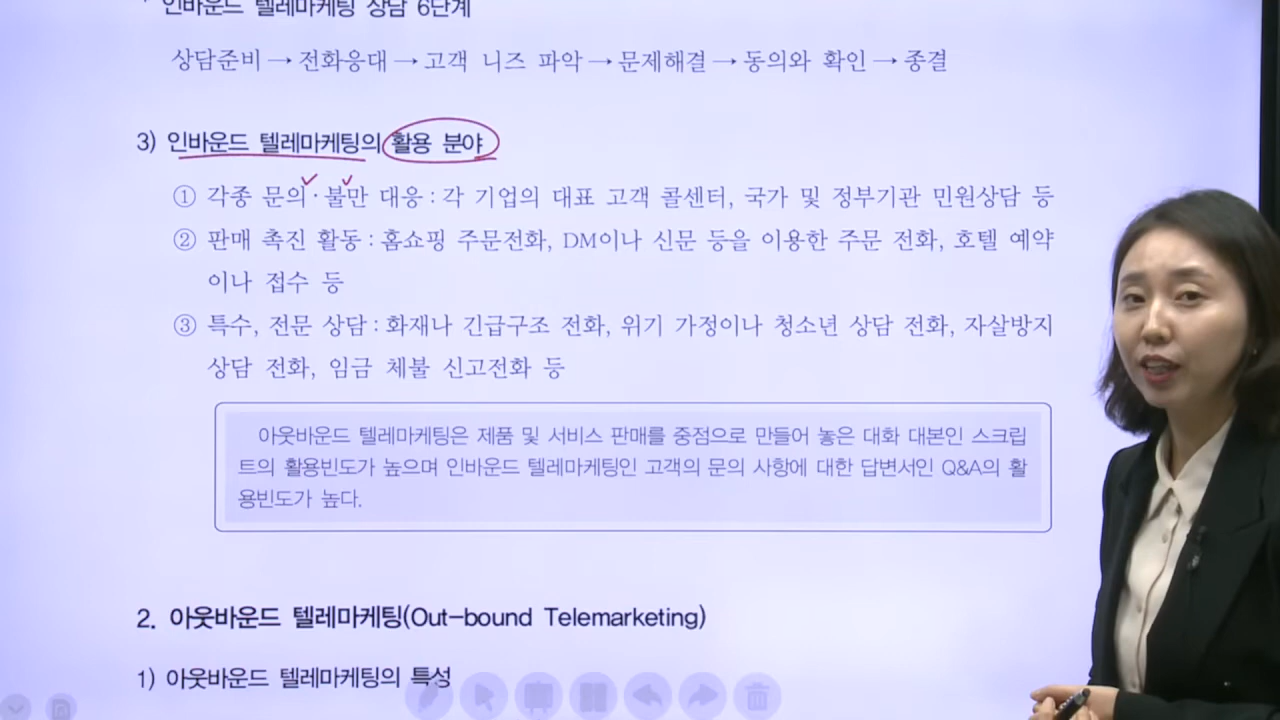 인바운드 텔레마케팅 상담 6단계
상담준비 → 전화응대 → 고객 니즈 파악 → 문제해결 → 동의와 확인 → 종결
3) 인바운드 텔레마케팅의 활용 분야
① 각종 문의·불만 대응 : 각 기업의 대표 고객 콜센터, 국가 및 정부기관 민원상담 등
② 판매 촉진 활동 : 홈쇼핑 주문전화, DM이나 신문 등을 이용한 주문 전화, 호텔 예약
이나 접수 등
③ 특수, 전문 상담 : 화재나 긴급구조 전화, 위기 가정이나 청소년 상담 전화, 자살방지
상담 전화, 임금 체불 신고전화 등
아웃바운드 텔레마케팅은 제품 및 서비스 판매를 중점으로 만들어 놓은 대화 대본인 스크립
트의 활용빈도가 높으며 인바운드 텔레마케팅인 고객의 문의 사항에 대한 답변서인 Q&A의 활
용빈도가 높다.
2. 아웃바운드 텔레마케팅(Out-bound Telemarketing)
1) 아웃바운드 텔레마케팅의 특성